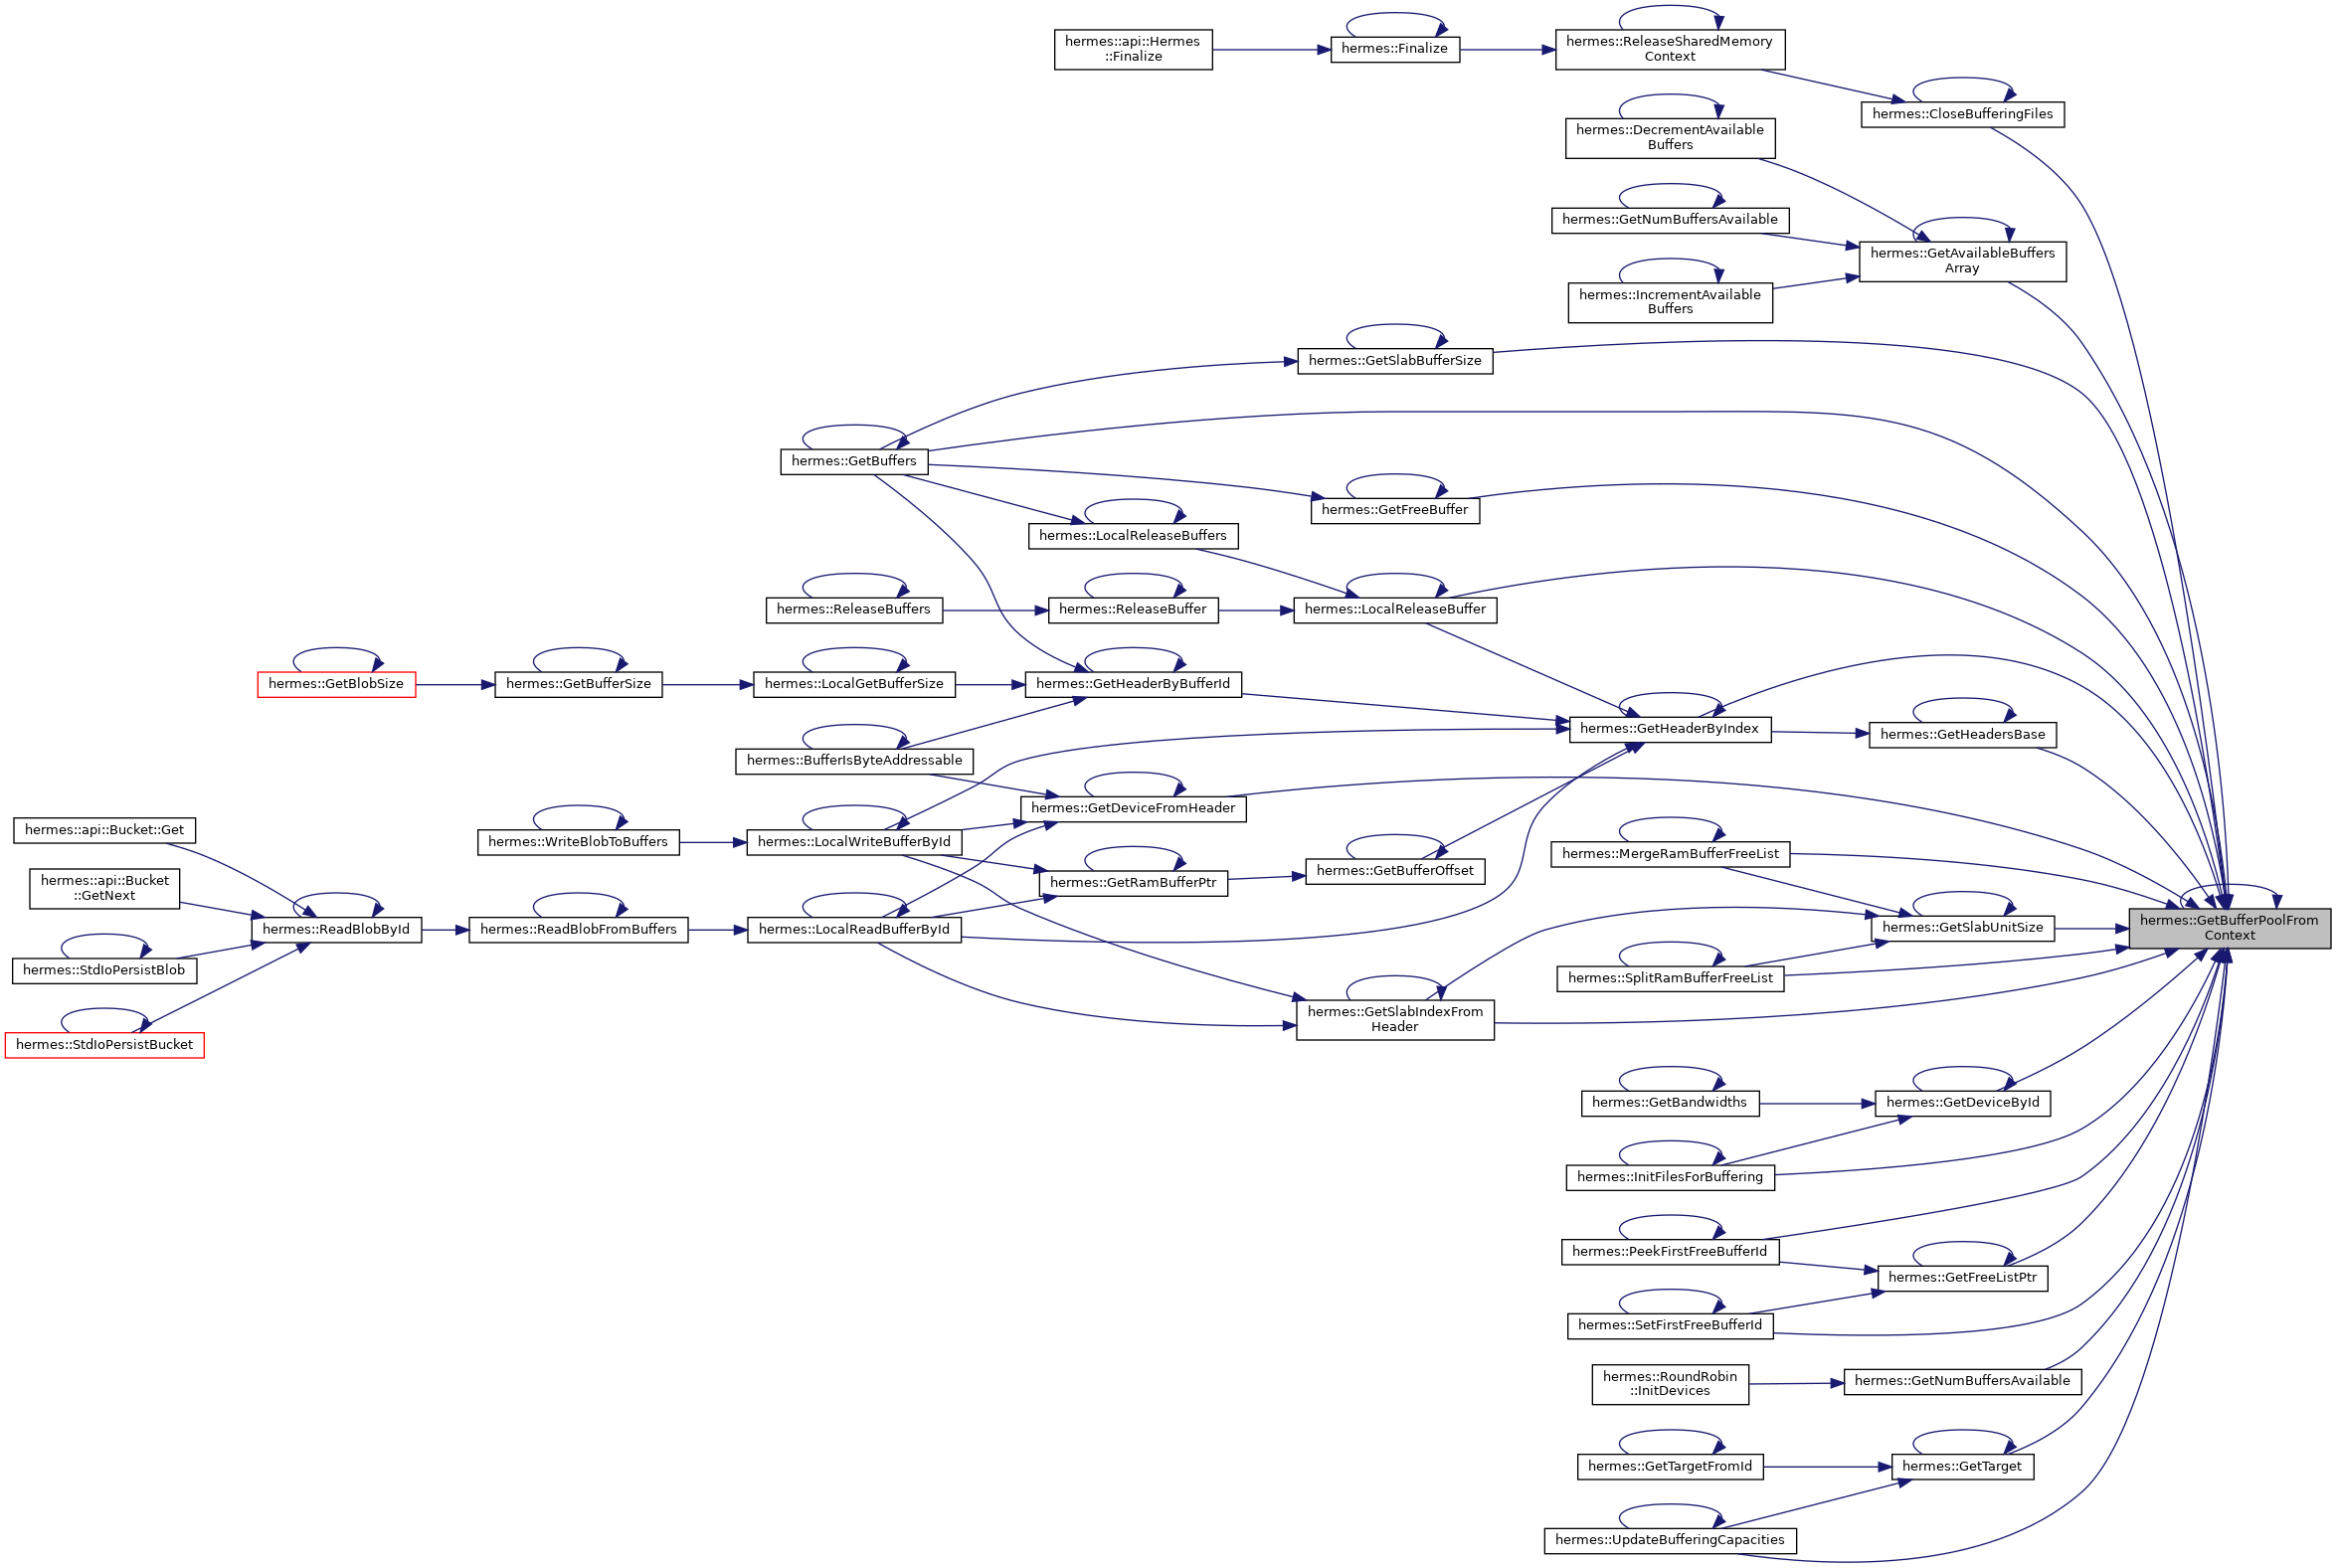 hermes::api::Hermes
::Finalize
hermes::Finalize
hermes::ReleaseSharedMemory
Context
hermes::CloseBufferingFiles
hermes::DecrementAvailable
Buffers
hermes::GetNumBuffersAvailable
hermes::GetAvailableBuffers
Array
hermes::IncrementAvailable
Buffers
hermes::GetSlabBufferSize
hermes::GetBuffers
hermes::GetFreeBuffer
hermes::LocalReleaseBuffers
hermes::ReleaseBuffers
hermes::ReleaseBuffer
hermes::LocalReleaseBuffer
hermes::GetBlobSize
hermes::GetBufferSize
hermes::LocalGetBufferSize
hermes::GetHeaderByBufferId
hermes::GetHeaderByIndex
hermes::GetHeadersBase
hermes::BufferIsByteAddressable
hermes::GetDeviceFromHeader
hermes::api::Bucket::Get
hermes::WriteBlobToBuffers
hermes::LocalWriteBufferById
hermes::MergeRamBufferFreeList
hermes::GetBufferOffset
hermes::GetRamBufferPtr
hermes::api::Bucket
::GetNext
hermes::ReadBlobById
hermes::ReadBlobFromBuffers
hermes::LocalReadBufferById
hermes::GetSlabUnitSize
hermes::GetBufferPoolFrom
Context
hermes::StdIoPersistBlob
hermes::SplitRamBufferFreeList
hermes::GetSlabIndexFrom
Header
hermes::StdIoPersistBucket
hermes::GetBandwidths
hermes::GetDeviceById
hermes::InitFilesForBuffering
hermes::PeekFirstFreeBufferId
hermes::GetFreeListPtr
hermes::SetFirstFreeBufferId
hermes::RoundRobin
::InitDevices
hermes::GetNumBuffersAvailable
hermes::GetTargetFromId
hermes::GetTarget
hermes::UpdateBufferingCapacities